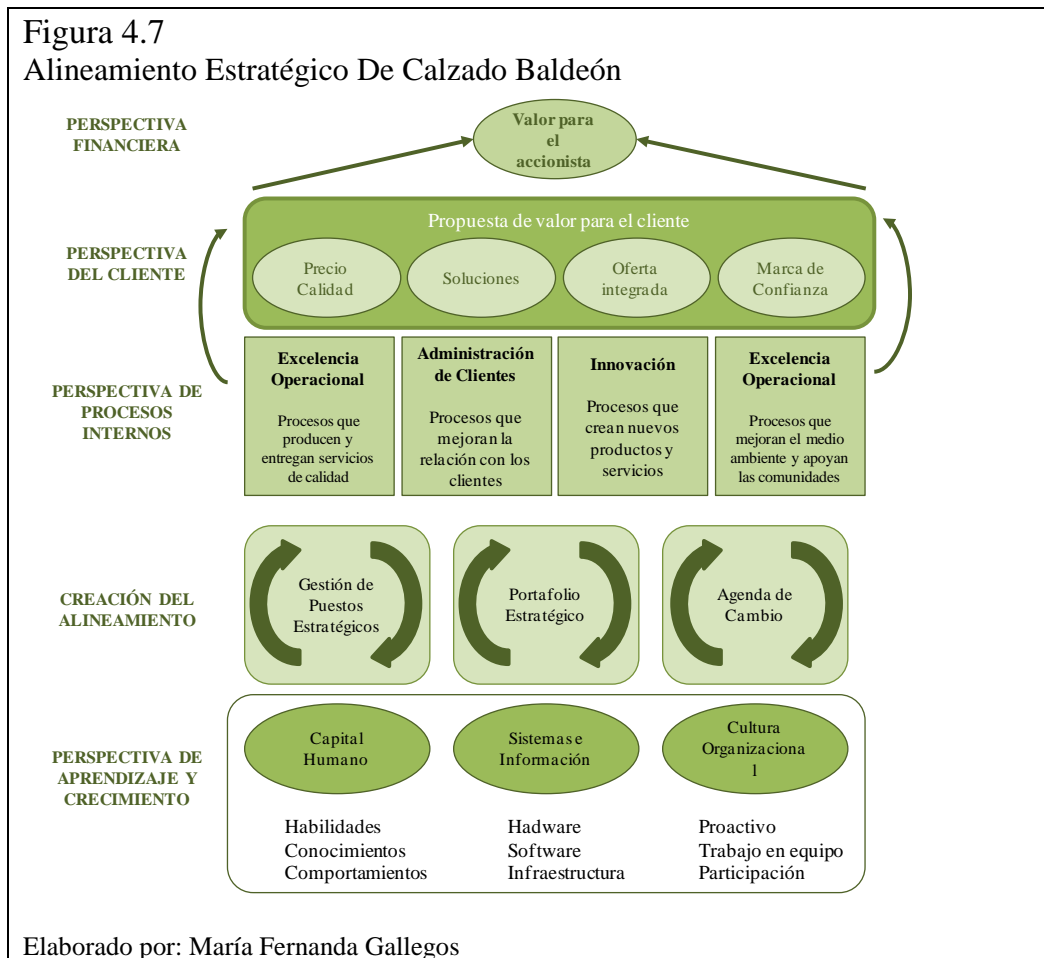 Figura 4.7
Alineamiento Estratégico De Calzado Baldeón
PERSPECTIVA
FINANCIERA
Valor para
el
accionista
Propuesta de valor para el cliente
PERSPECTIVA
DEL CLIENTE
Precio
Calidad
Soluciones
Oferta
integrada
Marca de
Confianza
PERSPECTIVA DE
PROCESOS
INTERNOS
Excelencia
Operacional
Procesos que
producen y
entregan servicios
de calidad
Administración
de Clientes
Procesos que
mejoran la
relación con los
clientes
Innovación
Procesos que
crean nuevos
productos y
servicios
Excelencia
Operacional
Procesos que
mejoran el medio
ambiente y apoyan
las comunidades
CREACIÓN DEL
ALINEAMIENTO
Gestión de
Puestos
Estratégicos
Portafolio
Estratégico
Agenda de
Cambio
PERSPECTIVA DE
APRENDIZAJE Y
CRECIMIENTO
Capital
Humano
Sistemas e
Información
Cultura
Organizaciona
l
Habilidades
Conocimientos
Comportamientos
Hadware
Software
Infraestructura
Proactivo
Trabajo en equipo
Participación
Elaborado por: María Fernanda Gallegos